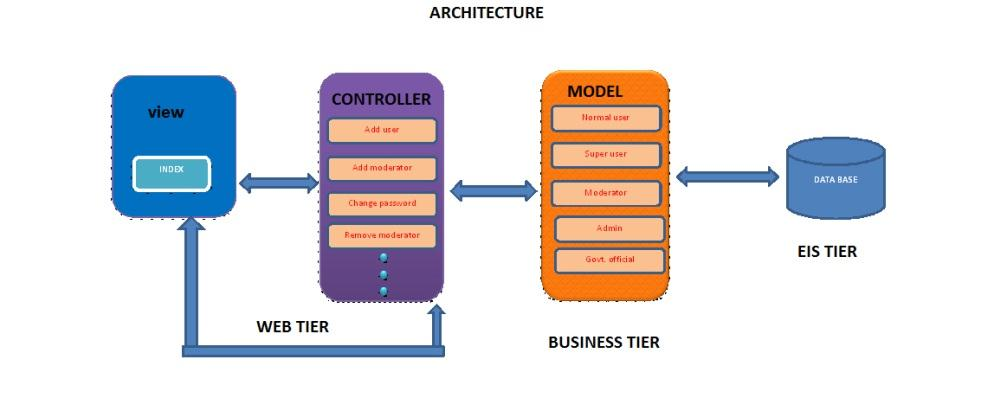 ARCHITECTURE
view
INDEX
CONTROLLER
Add user
Add moderator
Change password
Remove moderator
MODEL
Normal user
Super user
Moderator
Admin
Govt. official
DATA BASE
EIS TIER
WEB TIER
BUSINESS TIER